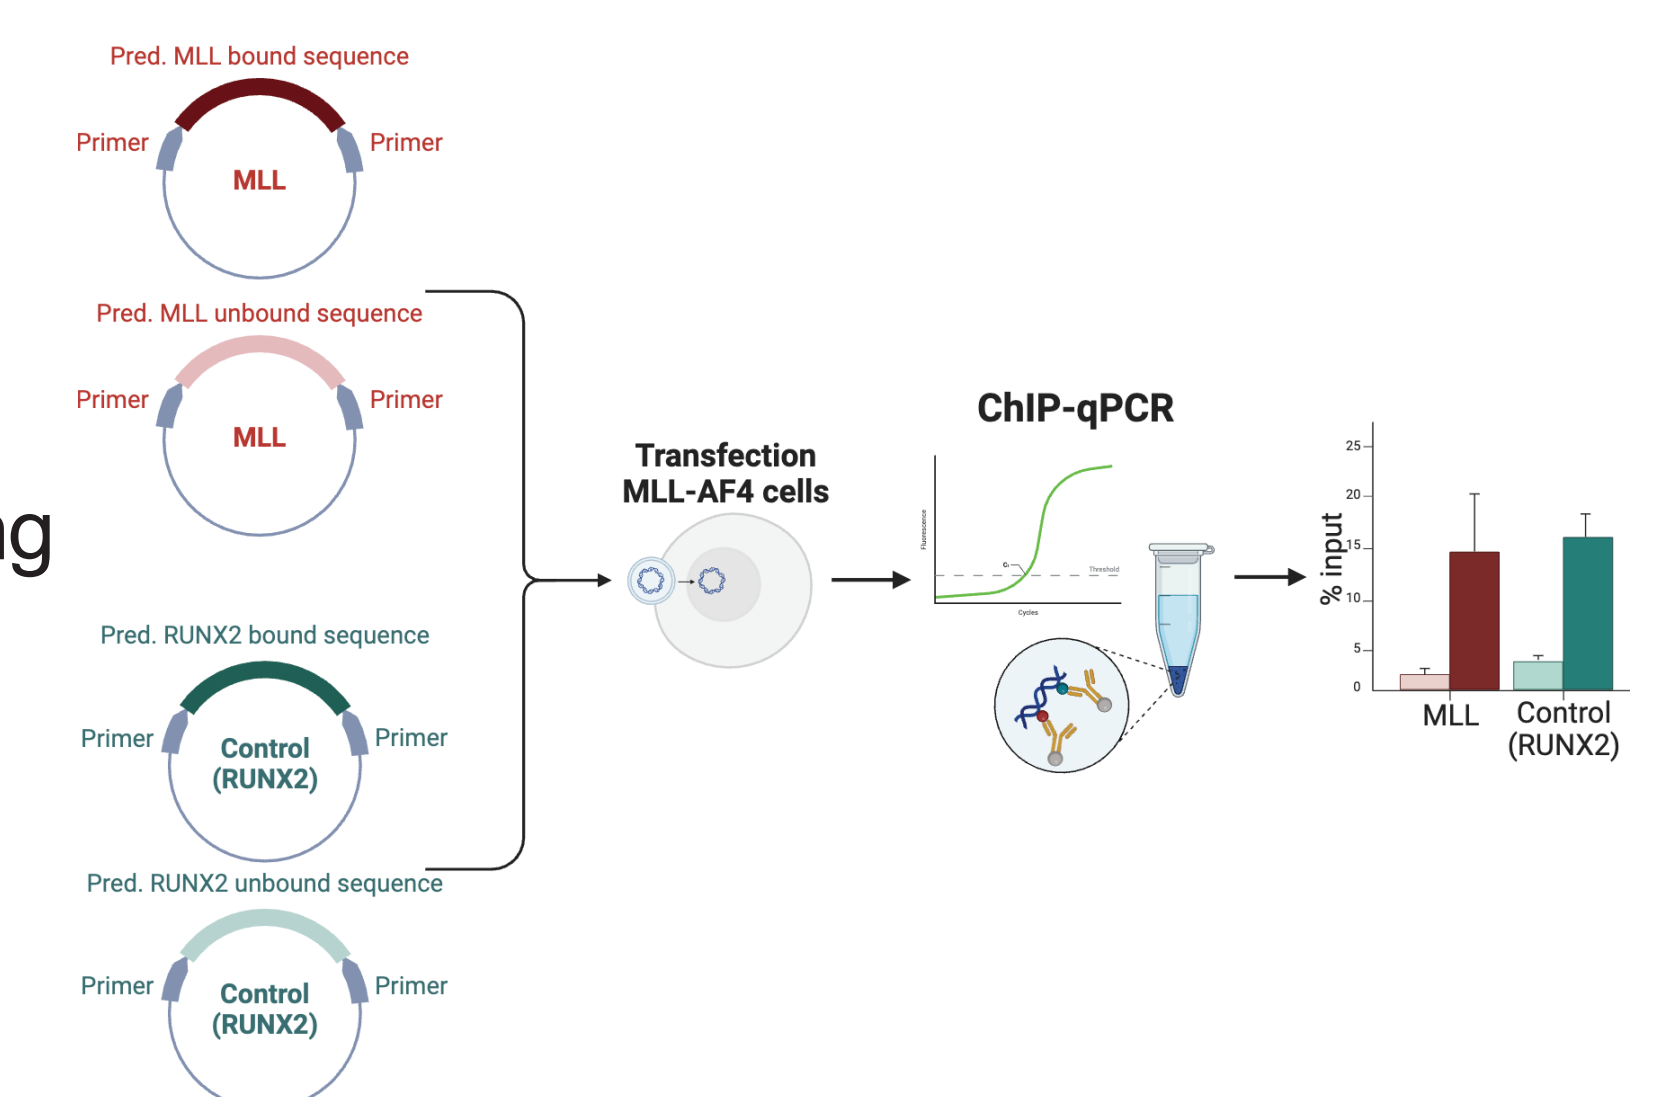 Pred. MLL bound sequence
Primer
Primer
MLL
Pred. MLL unbound sequence
Primer
Primer
MLL
ng
Pred. RUNX2 bound sequence
Primer
Primer
Control
(RUNX2)
Pred. RUNX2 unbound sequence
Primer
Primer
Control
(RUNX2)
Transfection
MLL-AF4 cells
ChIP-qPCR
Fluorescence
Ct
Threshold
Cycles
% input
25
20
15
10
5
0
MLL
Control
(RUNX2)